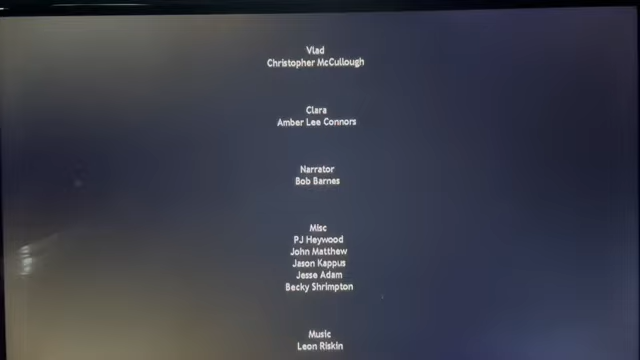 Vlad
Christopher McCullough
Clara
Amber Lee Connors
Narrator
Bob Barnes
Misc
PJ Heywood
John Matthew
Jason Kappus
Jesse Adam
Becky Shrimpton
Music
Leon Riskin